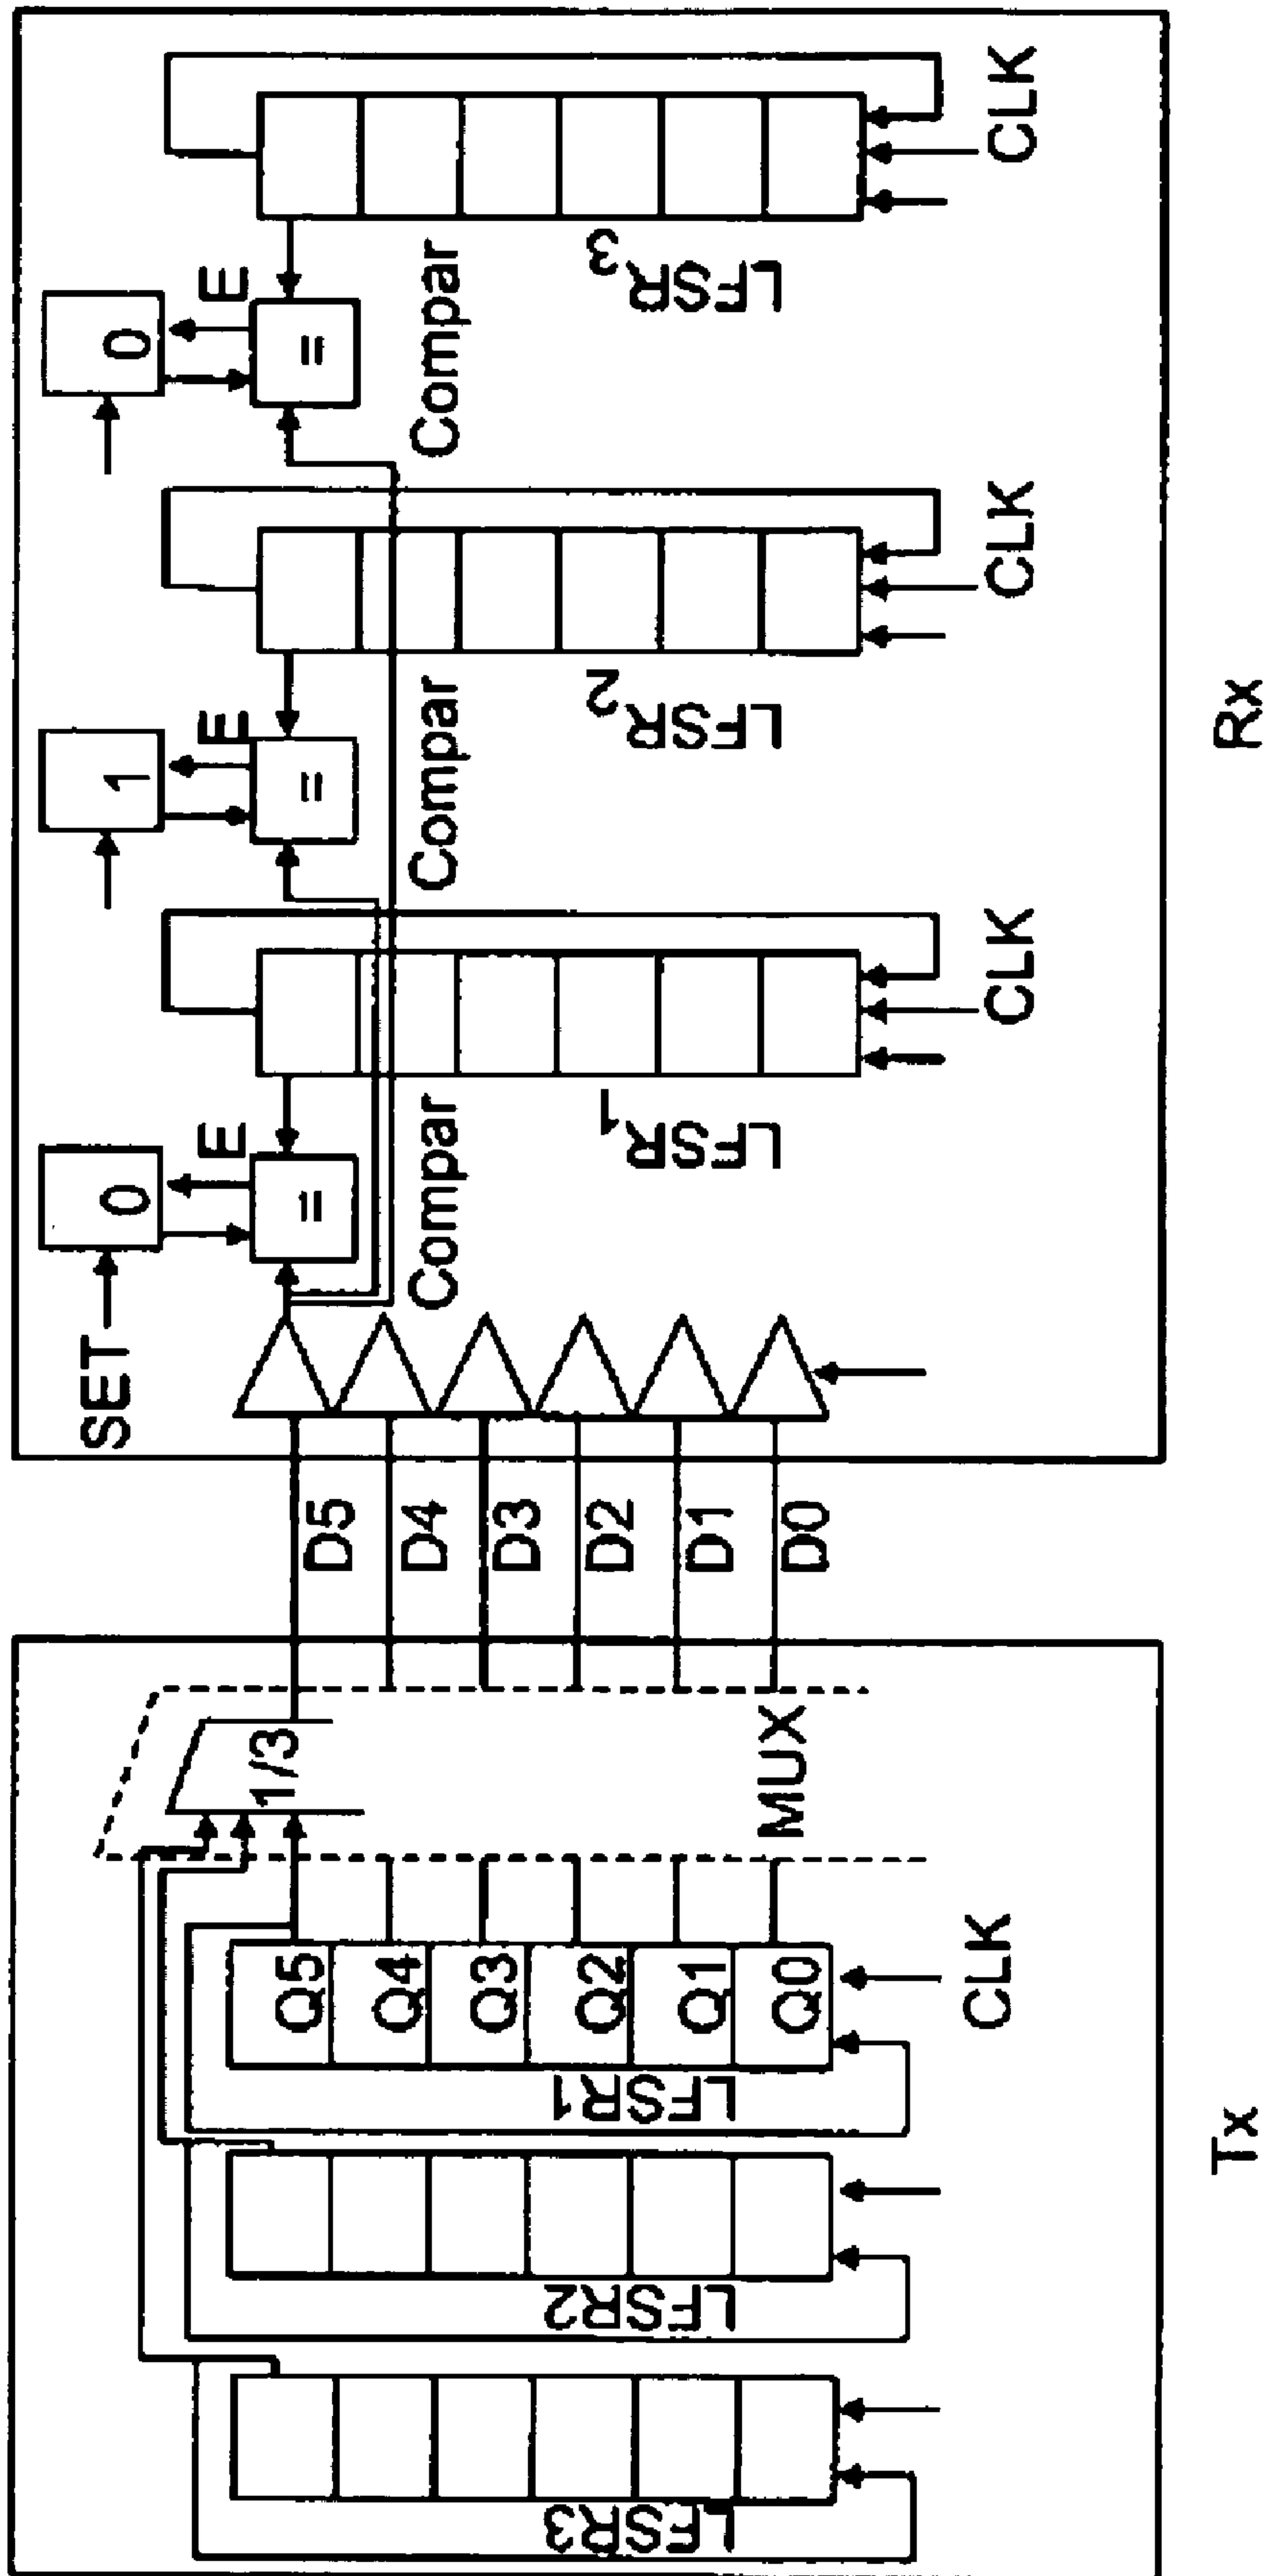 LFSR3
LFSR2
LFSR1
Q5
Q4
Q3
Q2
Q1
Q0
CLK
1/3
MUX
Tx
D5
D4
D3
D2
D1
D0
SET
0
E
=
Compar
LFSR1
CLK
1
E
=
Compar
LFSR2
CLK
0
E
=
Compar
LFSR3
CLK
Rx